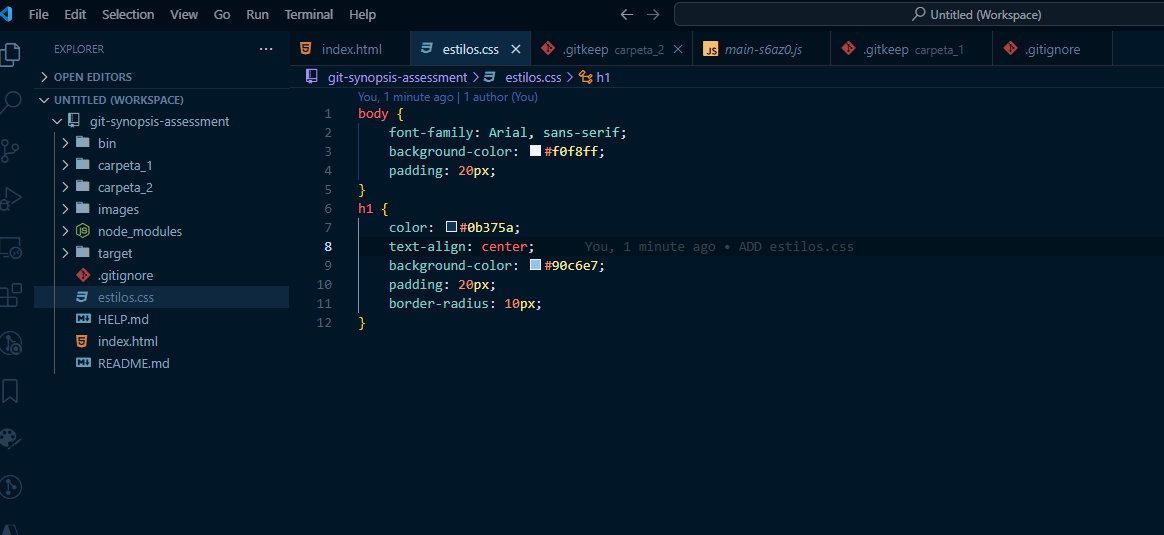 File Edit Selection View Go Run Terminal Help
Untitled (Workspace)
EXPLORER ···
index.html estilos.css .gitkeep carpeta_2 main-s6az0.js .gitkeep carpeta_1 .gitignore
OPEN EDITORS
UNTITLED (WORKSPACE)
git-synopsis-assessment
bin
carpeta_1
carpeta_2
images
node_modules
target
.gitignore
estilos.css
HELP.md
index.html
README.md
git-synopsis-assessment > estilos.css > h1
You, 1 minute ago | 1 author (You)
1 body {
2 font-family: Arial, sans-serif;
3 background-color: #f0f8ff;
4 padding: 20px;
5 }
6 h1 {
7 color: #0b375a;
8 text-align: center; You, 1 minute ago • ADD estilos.css
9 background-color: #90c6e7;
10 padding: 20px;
11 border-radius: 10px;
12 }